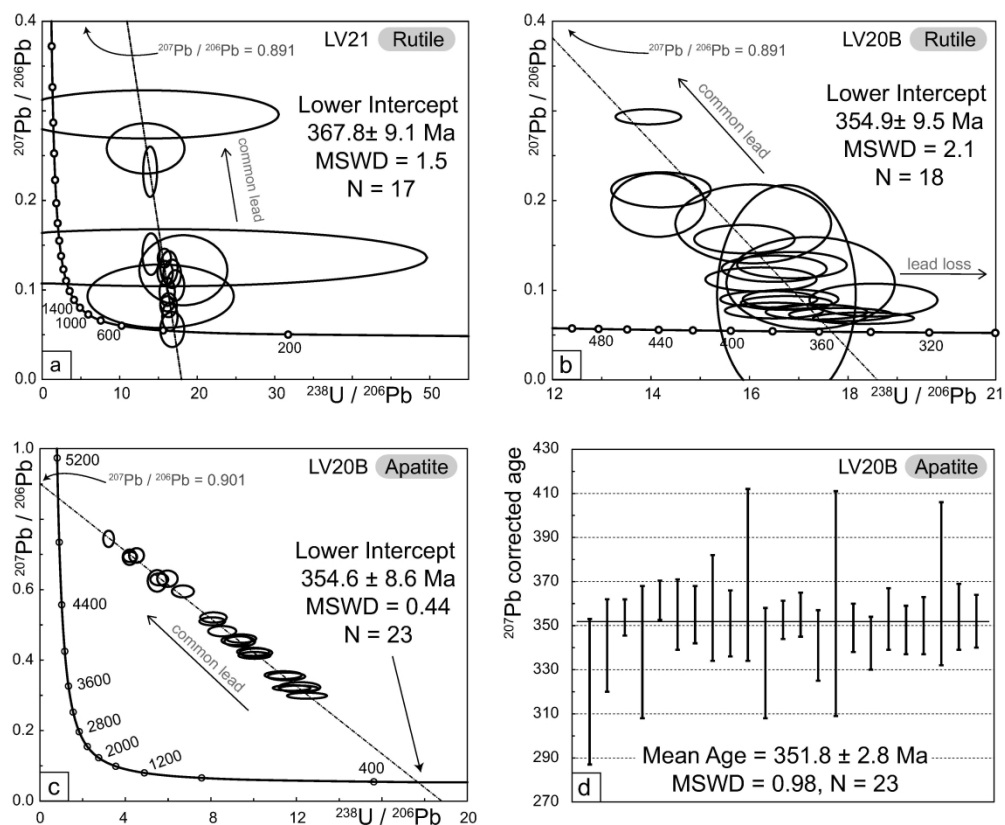 0.4
0.2
0.1
0.0
207Pb / 206Pb
207Pb / 206Pb = 0.891
LV21 Rutile
Lower Intercept
367.8± 9.1 Ma
MSWD = 1.5
N = 17
common lead
1400
1000
600
200
a
0 10 20 30 50
238U / 206Pb
0.4
0.2
0.1
0.0
207Pb / 206Pb
207Pb / 206Pb = 0.891
LV20B Rutile
Lower Intercept
354.9± 9.5 Ma
MSWD = 2.1
N = 18
common lead
lead loss
480 440 400 360 320
b
12 14 16 18 21
238U / 206Pb
1.0
0.8
0.6
0.4
0.2
0.0
207Pb / 206Pb
5200
207Pb / 206Pb = 0.901
LV20B Apatite
Lower Intercept
354.6 ± 8.6 Ma
MSWD = 0.44
N = 23
common lead
4400
3600
2800
2000
1200
400
c
0 4 8 12 20
238U / 206Pb
430
410
390
370
350
330
310
290
270
207Pb corrected age
LV20B Apatite
Mean Age = 351.8 ± 2.8 Ma
MSWD = 0.98, N = 23
d